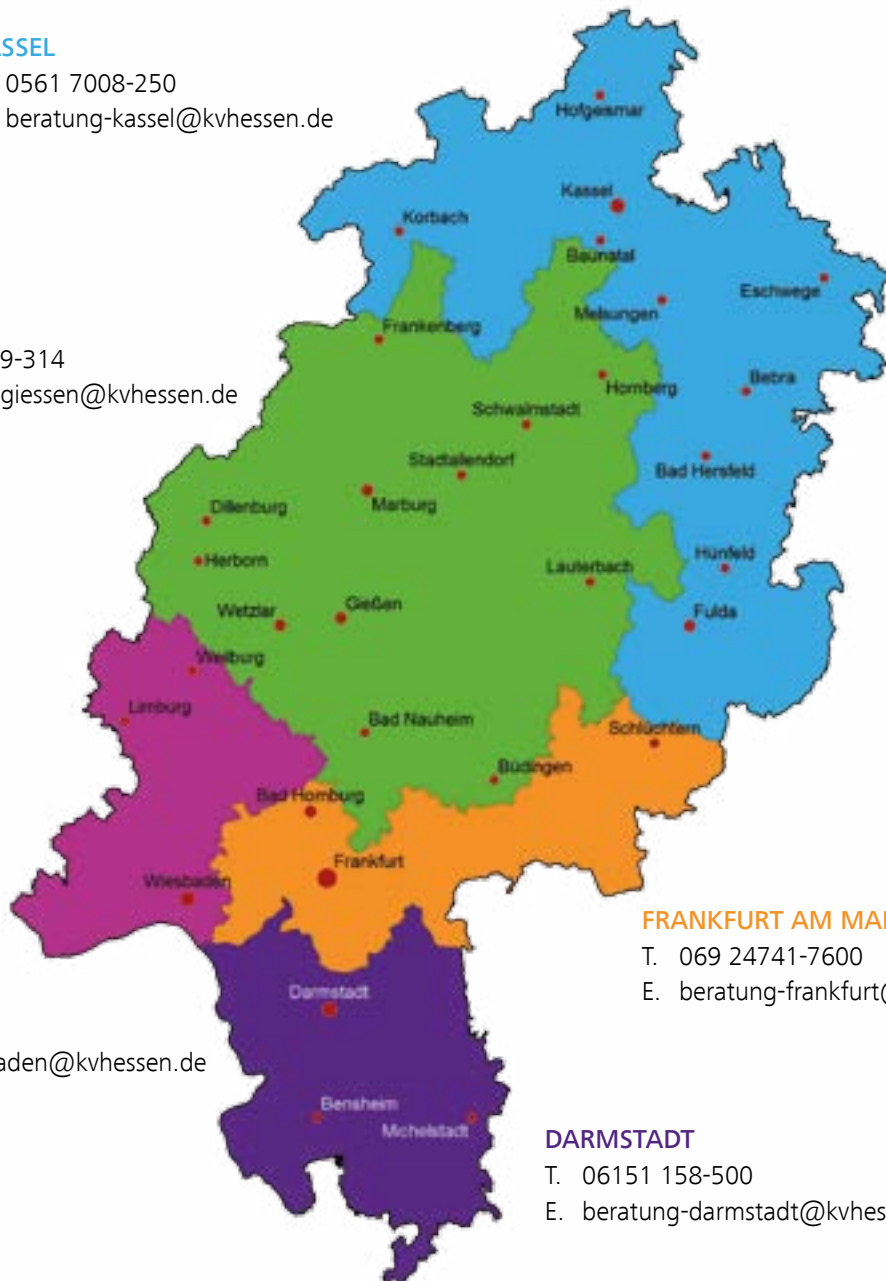 ASSEL
0561 7008-250
beratung-kassel@kvhessen.de
Hofgeismar
Kassel
Korbach
Baunatal
Eschwege
Melsungen
Frankenberg
9-314
giessen@kvhessen.de
Homberg
Bebra
Schwalmstadt
Stadtallendorf
Bad Hersfeld
Marburg
Dillenburg
Herborn
Lauterbach
Hünfeld
Wetzlar
Gießen
Fulda
Weilburg
Limburg
Bad Nauheim
Schlüchtern
Büdingen
Bad Homburg
Frankfurt
Wiesbaden
FRANKFURT AM MAI
T. 069 24741-7600
E. beratung-frankfurt@
Darmstadt
aden@kvhessen.de
Bensheim
Michelstadt
DARMSTADT
T. 06151 158-500
E. beratung-darmstadt@kvhes